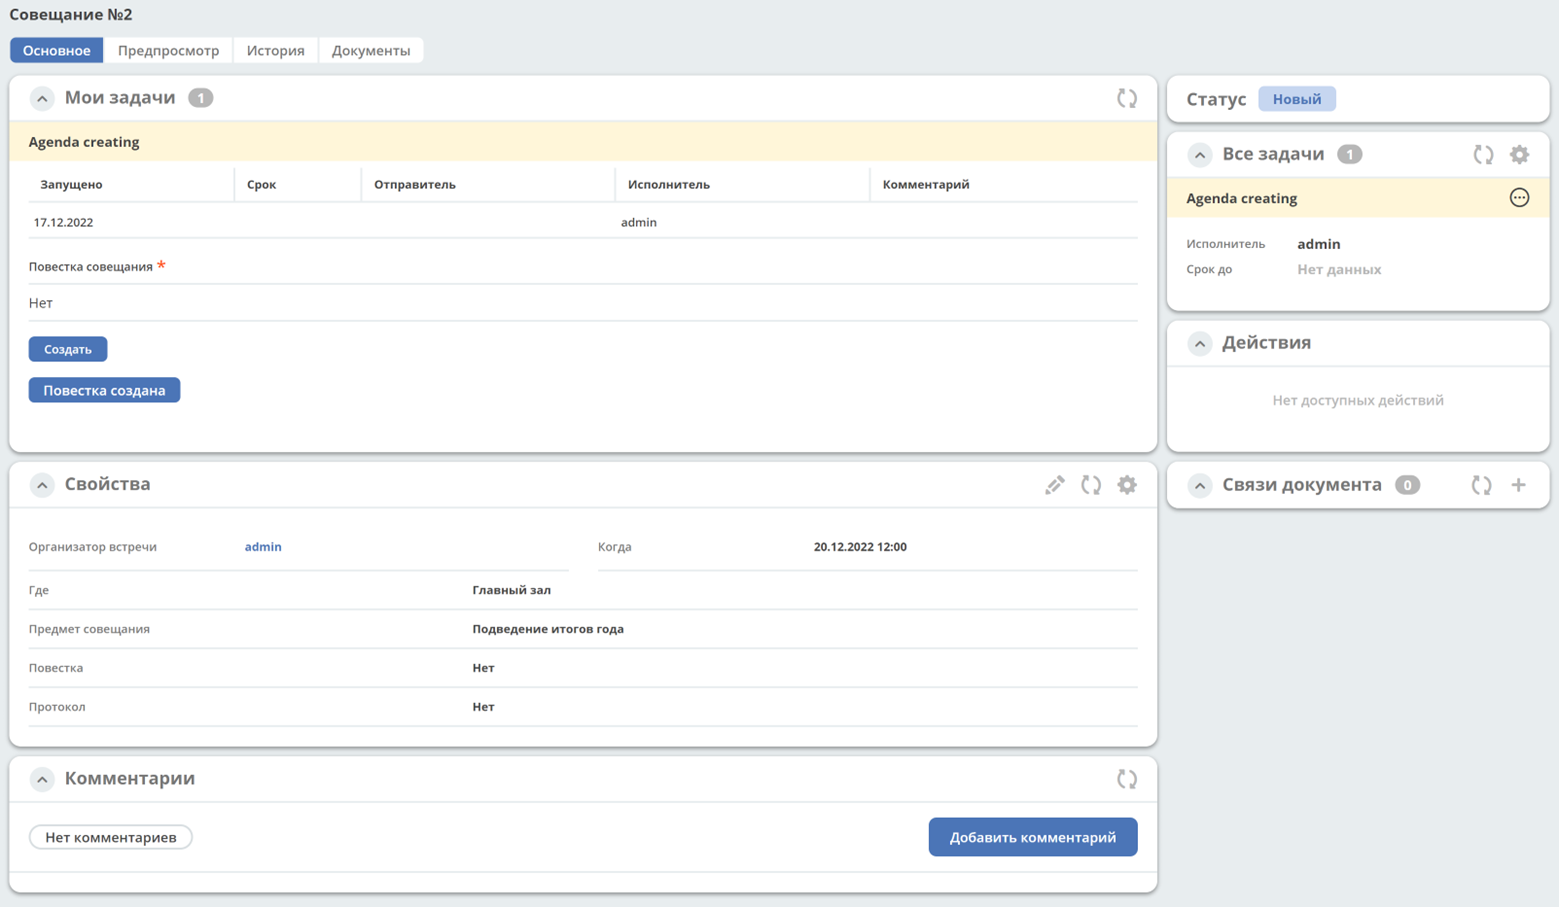 Совещание №2
Основное Предпросмотр История Документы
Мои задачи 1
Agenda creating
Запущено Срок Отправитель Исполнитель Комментарий
17.12.2022 admin
Повестка совещания *
Нет
Создать
Повестка создана
Свойства
Организатор встречи admin Когда 20.12.2022 12:00
Где Главный зал
Предмет совещания Подведение итогов года
Повестка Нет
Протокол Нет
Комментарии
Нет комментариев Добавить комментарий
Статус Новый
Все задачи 1
Agenda creating
Исполнитель admin
Срок до Нет данных
Действия
Нет доступных действий
Связи документа 0